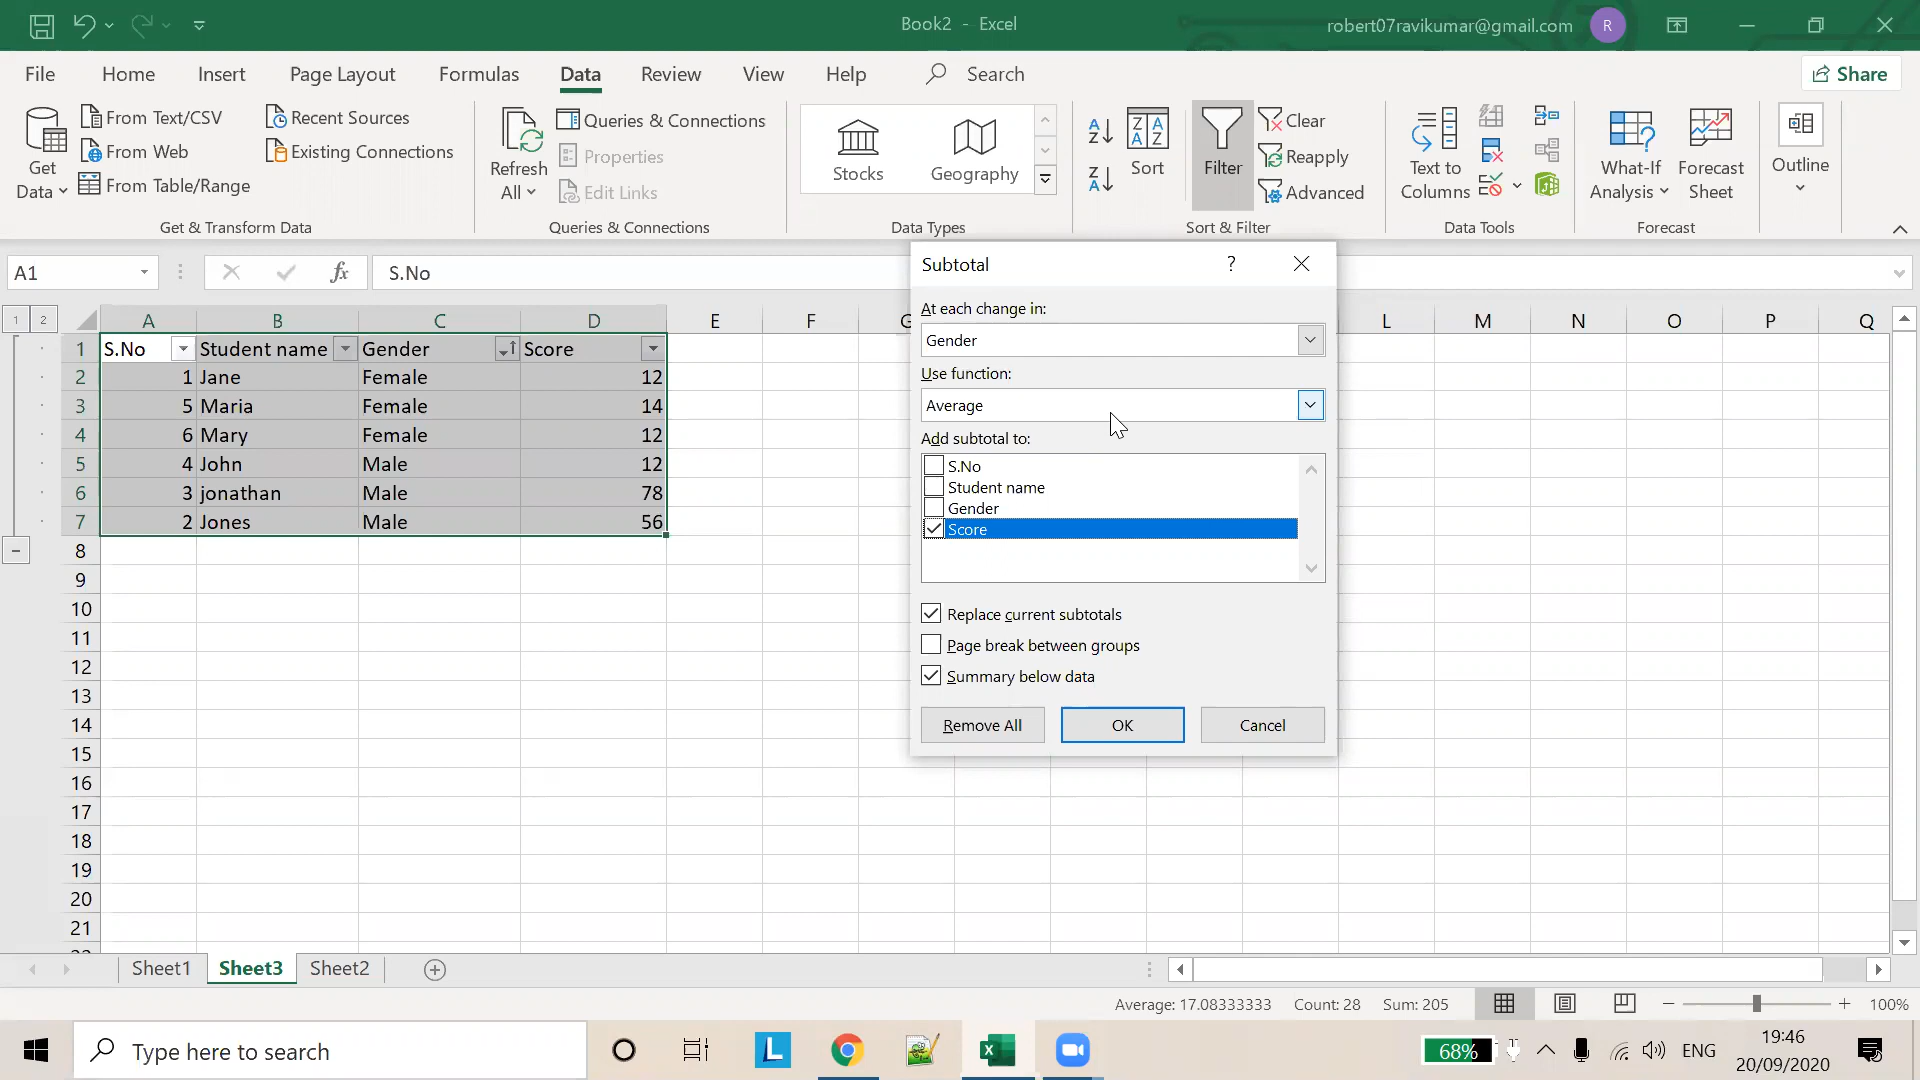 Book2 - Excel
robert07ravikumar@gmail.com
R
File Home Insert Page Layout Formulas Data Review View Help Search
Share
Get Data
From Text/CSV
From Web
From Table/Range
Recent Sources
Existing Connections
Get & Transform Data
Refresh All
Queries & Connections
Properties
Edit Links
Queries & Connections
Stocks
Geography
Data Types
Sort
Filter
Clear
Reapply
Advanced
Sort & Filter
Text to Columns
Data Tools
What-If Analysis
Forecast Sheet
Forecast
Outline
A1
fx
S.No
1 2
A B C D E F G L M N O P Q
1 S.No Student name Gender Score
2 1 Jane Female 12
3 5 Maria Female 14
4 6 Mary Female 12
5 4 John Male 12
6 3 jonathan Male 78
7 2 Jones Male 56
8
9
10
11
12
13
14
15
16
17
18
19
20
21
Subtotal
?
At each change in:
Gender
Use function:
Average
Add subtotal to:
S.No
Student name
Gender
Score
Replace current subtotals
Page break between groups
Summary below data
Remove All
OK
Cancel
Sheet1 Sheet3 Sheet2
Average: 17.08333333 Count: 28 Sum: 205
100%
Type here to search
L
68%
ENG
19:46
20/09/2020